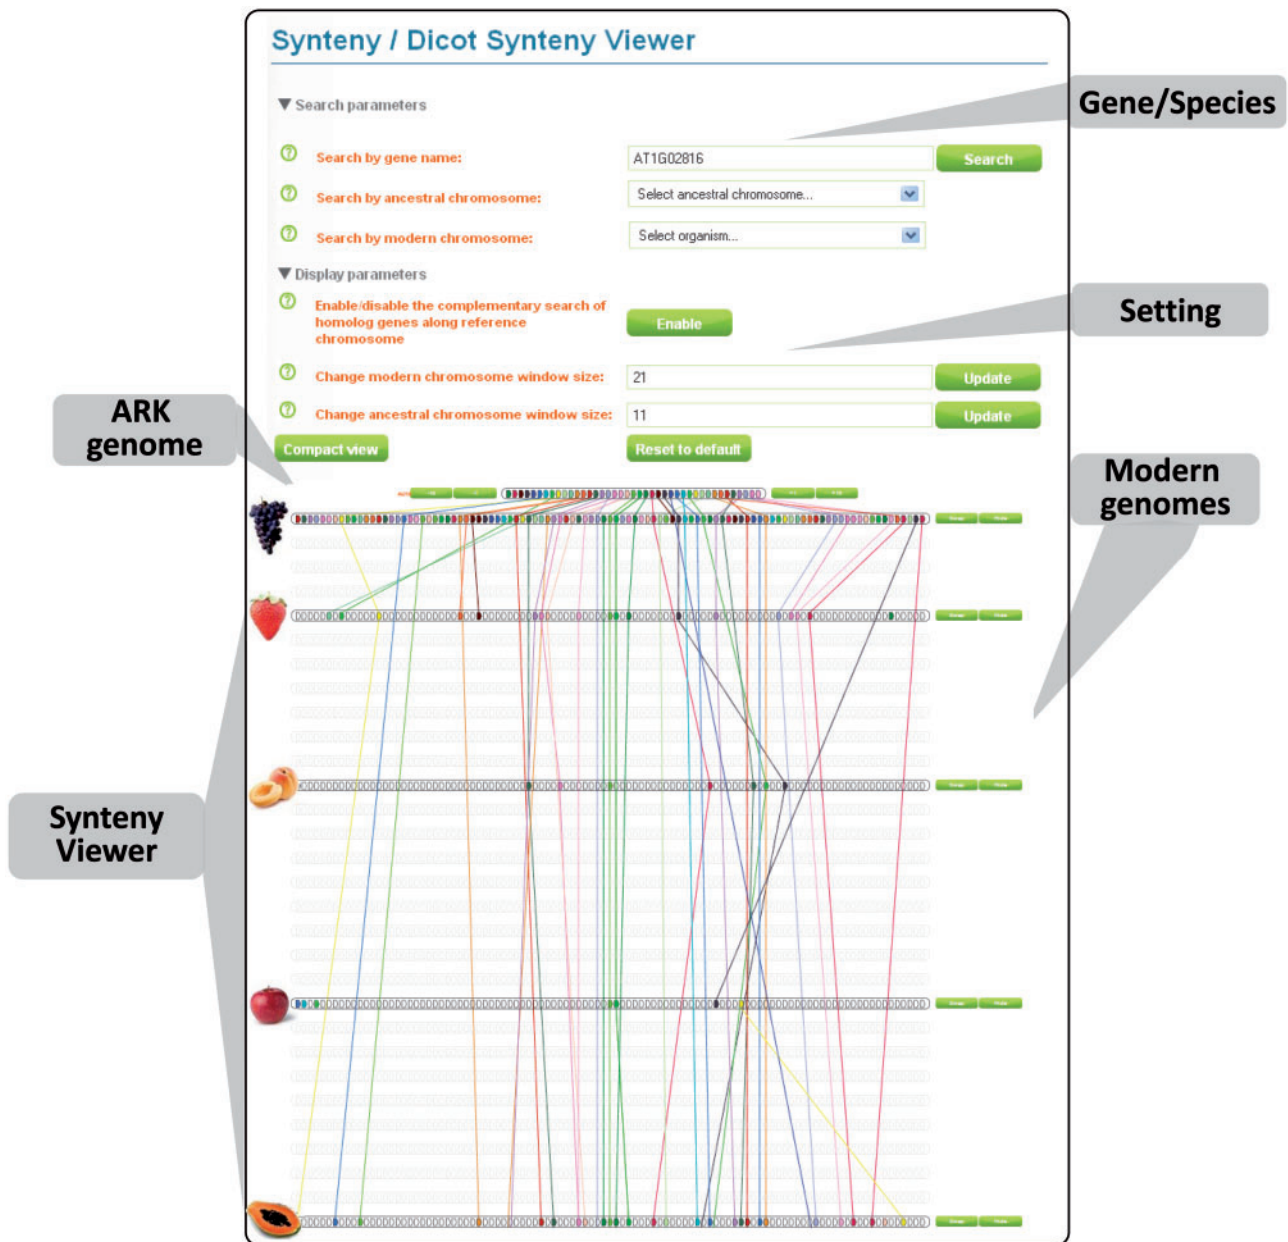 Synteny / Dicot Synteny Viewer
▼ Search parameters
Gene/Species
? Search by gene name: AT1G02816 Search
? Search by ancestral chromosome: Select ancestral chromosome...
? Search by modern chromosome: Select organism...
▼ Display parameters
? Enable/disable the complementary search of
homolog genes along reference
chromosome
Enable
Setting
? Change modern chromosome window size: 21 Update
? Change ancestral chromosome window size: 11 Update
Compact view Reset to default
ARK
genome
Modern
genomes
Synteny
Viewer